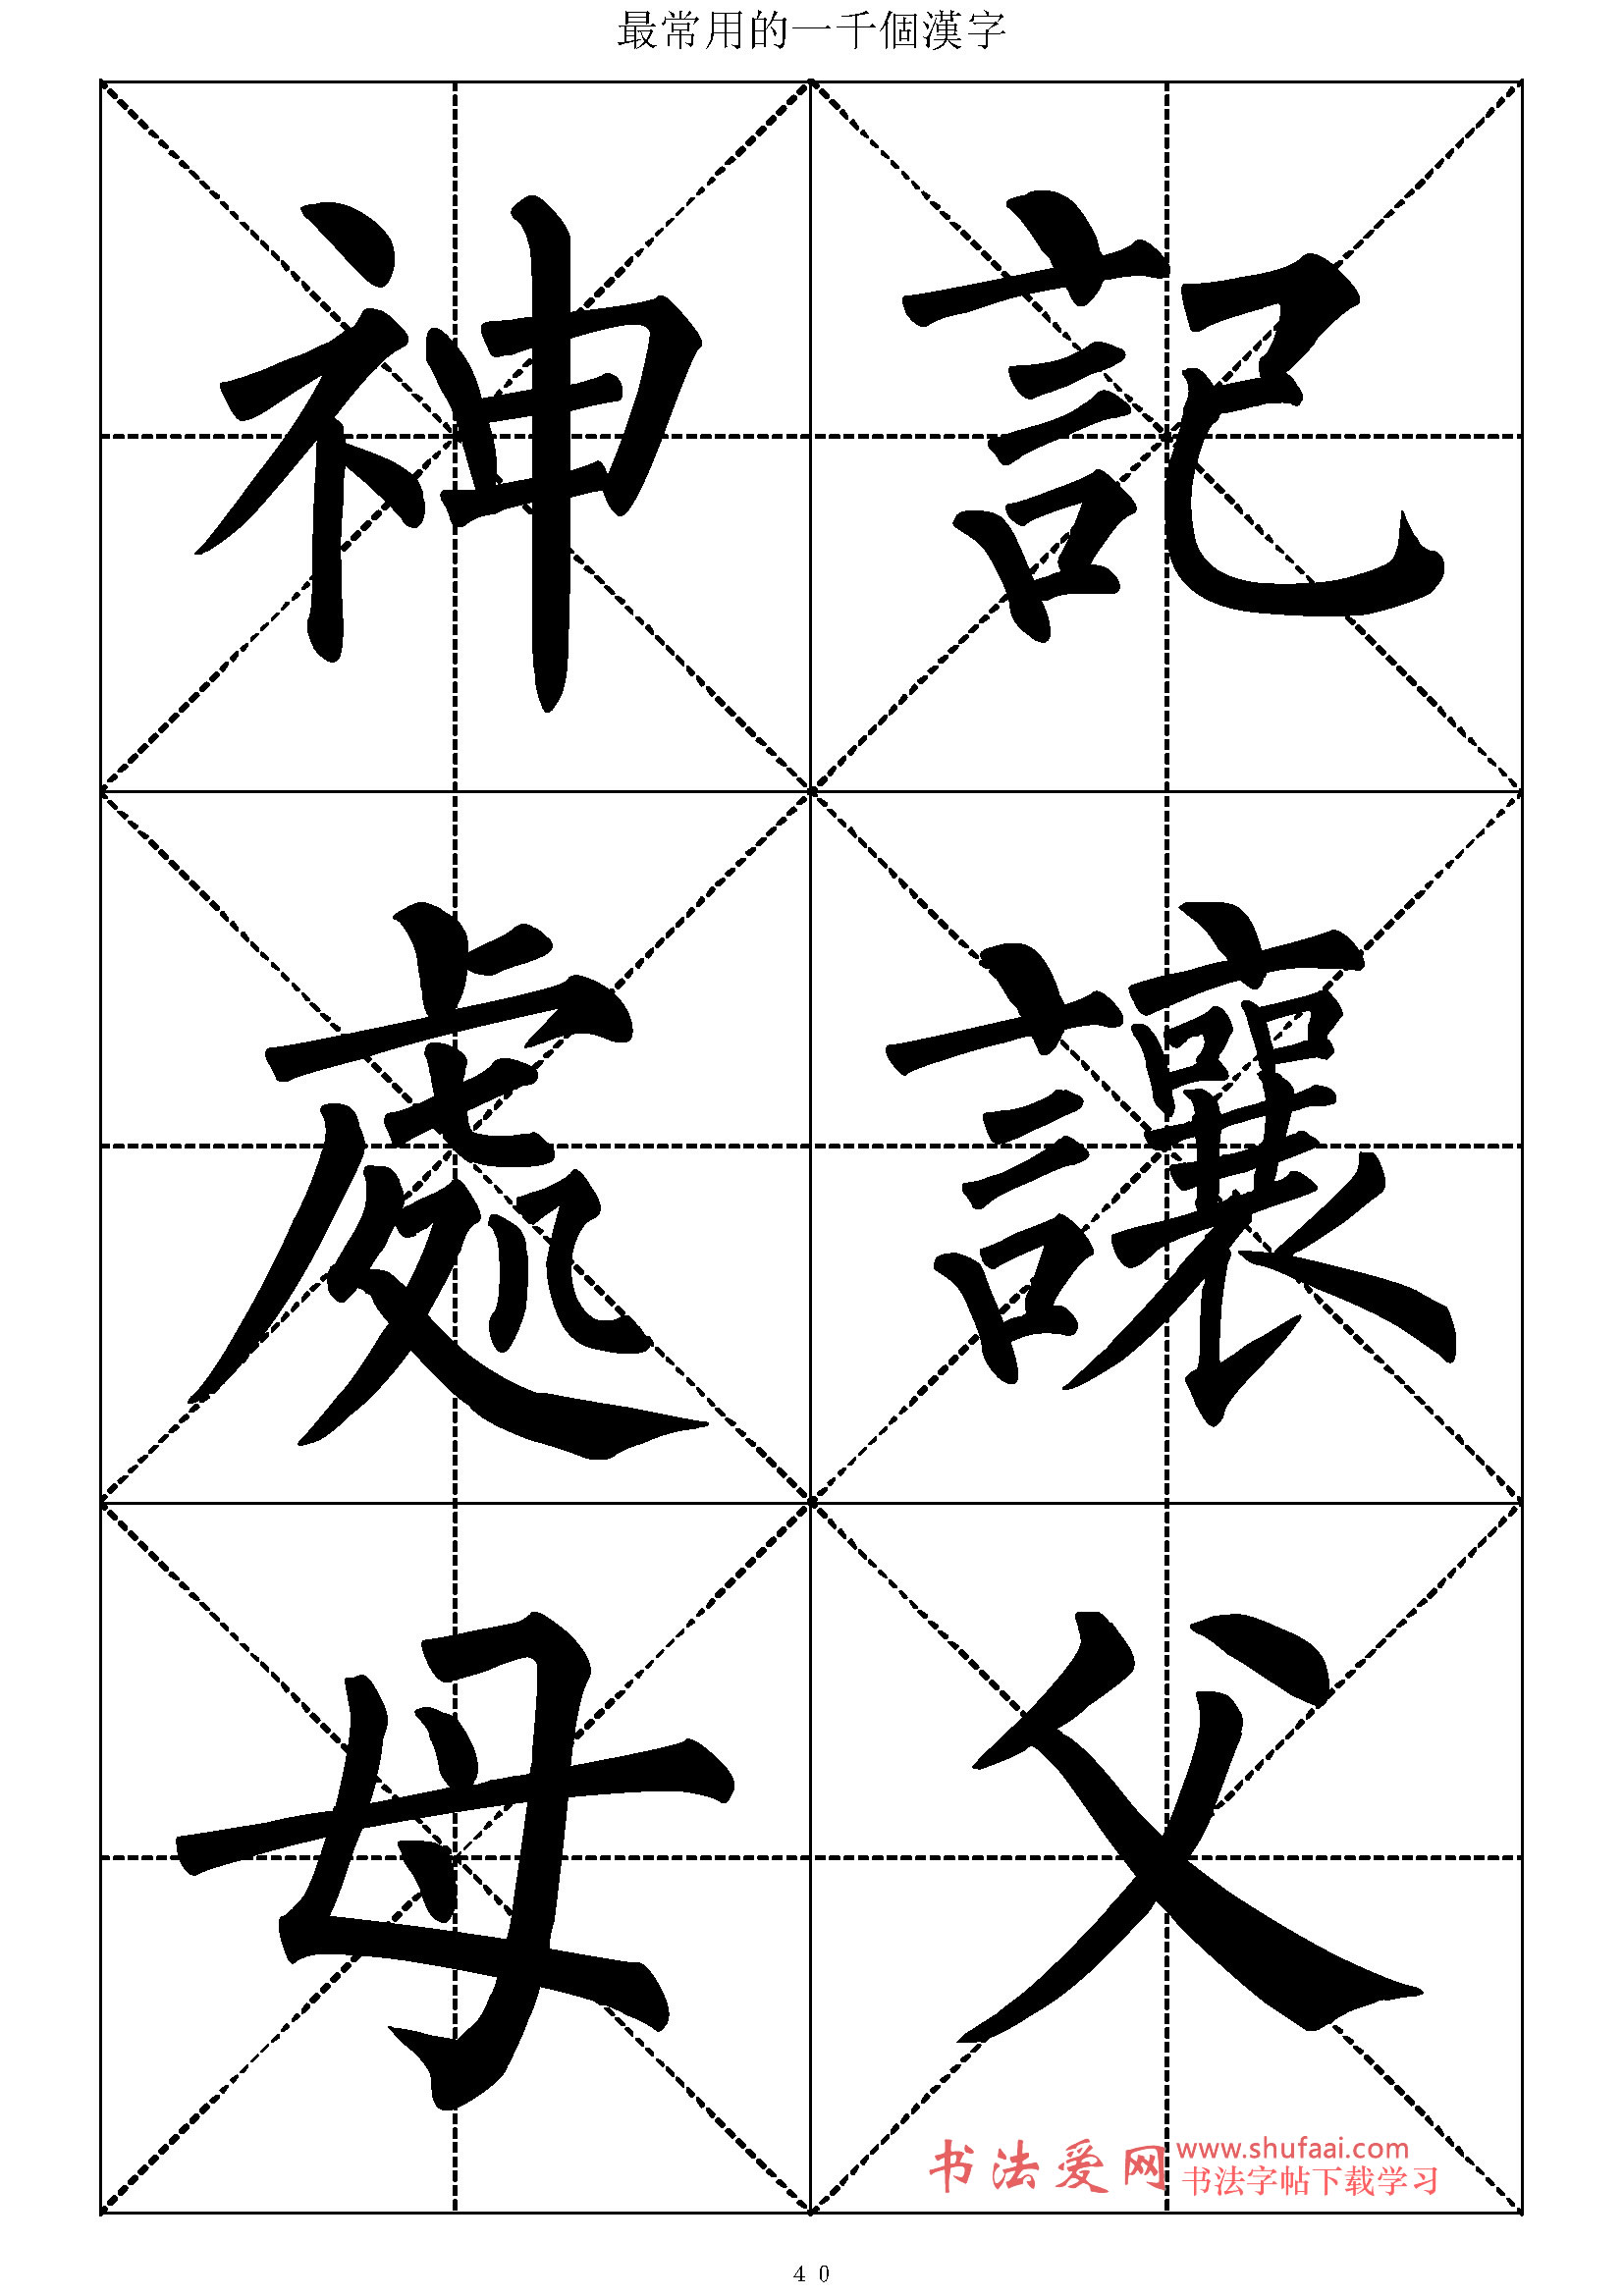 最常用的一千個漢字
神 記
處 讓
母 父
书法爱网 www.shufaai.com
书法字帖下载学习
40